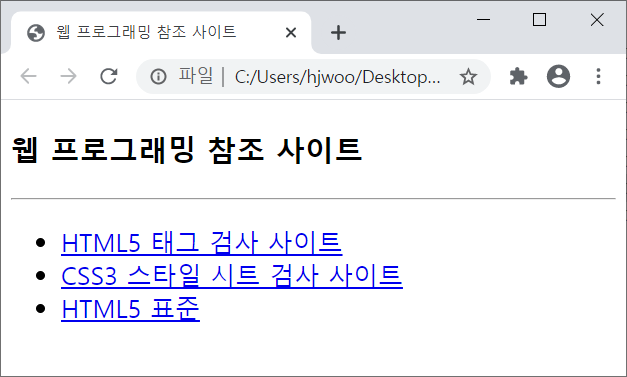 웹 프로그래밍 참조 사이트
파일 | C:/Users/hjwoo/Desktop...
웹 프로그래밍 참조 사이트
HTML5 태그 검사 사이트
CSS3 스타일 시트 검사 사이트
HTML5 표준